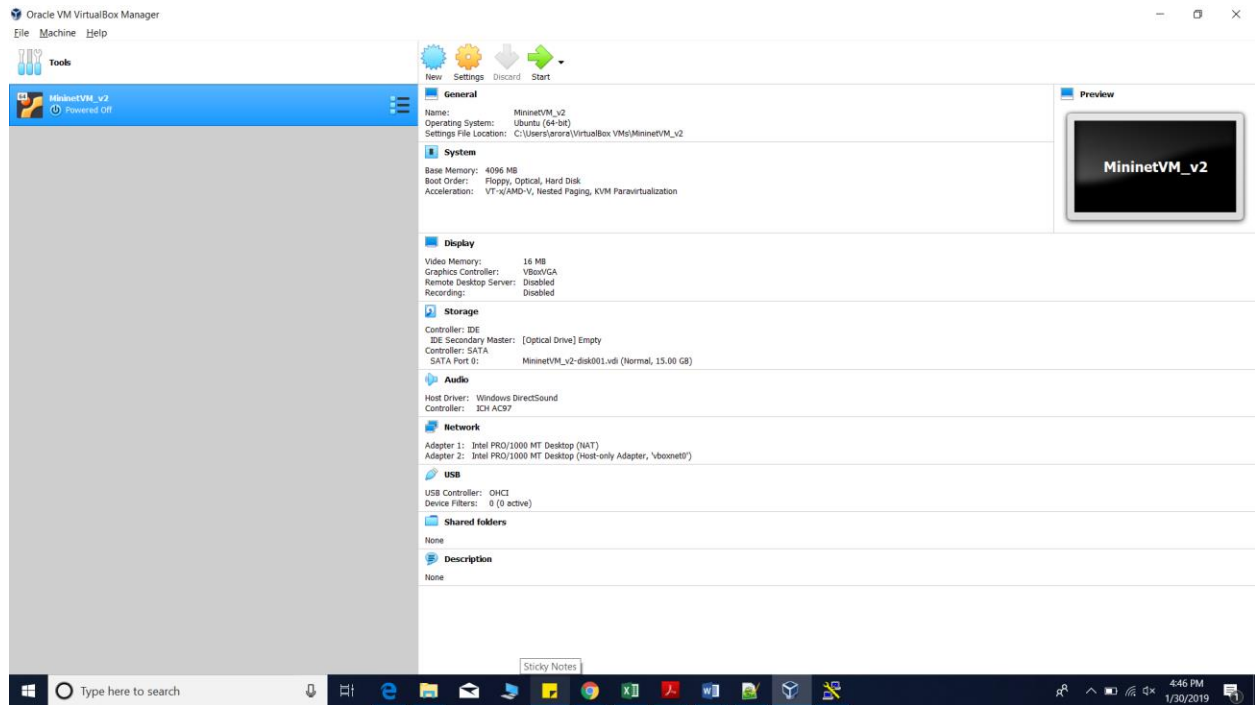 Oracle VM VirtualBox Manager
File Machine Help
Tools
New Settings Discard Start
64
MininetVM_v2
Powered Off
General
Name: MininetVM_v2
Operating System: Ubuntu (64-bit)
Settings File Location: C:\Users\arora\VirtualBox VMs\MininetVM_v2
Preview
MininetVM_v2
System
Base Memory: 4096 MB
Boot Order: Floppy, Optical, Hard Disk
Acceleration: VT-x/AMD-V, Nested Paging, KVM Paravirtualization
Display
Video Memory: 16 MB
Graphics Controller: VBoxVGA
Remote Desktop Server: Disabled
Recording: Disabled
Storage
Controller: IDE
IDE Secondary Master: [Optical Drive] Empty
Controller: SATA
SATA Port 0: MininetVM_v2-disk001.vdi (Normal, 15.00 GB)
Audio
Host Driver: Windows DirectSound
Controller: ICH AC97
Network
Adapter 1: Intel PRO/1000 MT Desktop (NAT)
Adapter 2: Intel PRO/1000 MT Desktop (Host-only Adapter, 'vboxnet0')
USB
USB Controller: OHCI
Device Filters: 0 (0 active)
Shared folders
None
Description
None
Sticky Notes
Type here to search
4:46 PM
1/30/2019
1